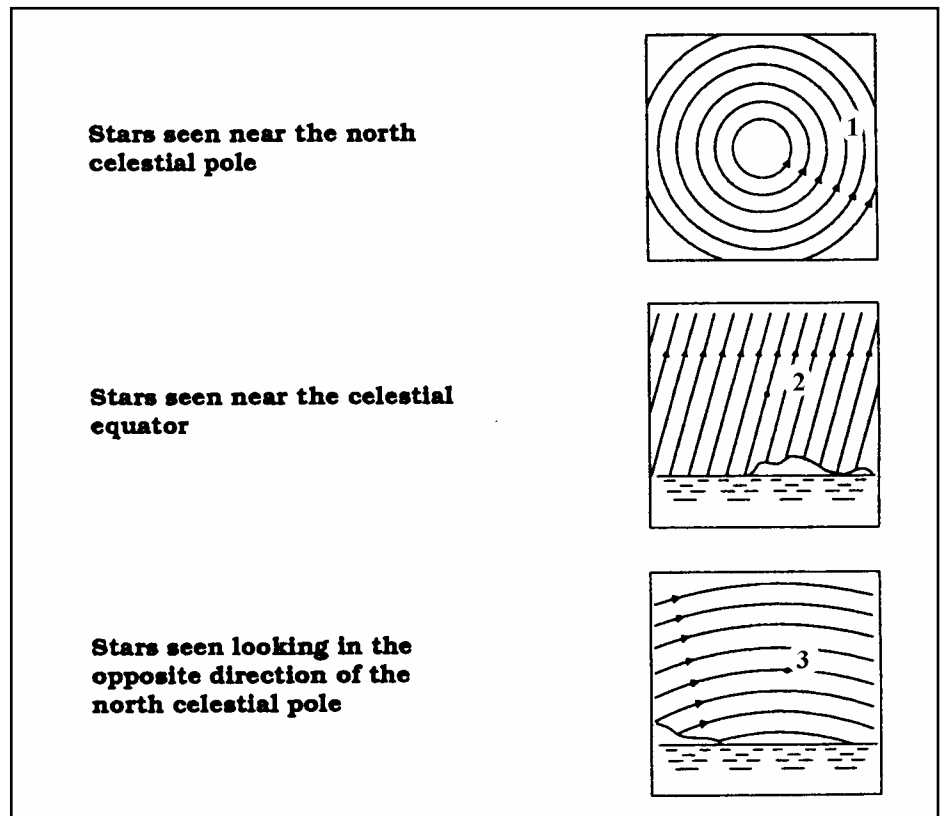 Stars seen near the north
celestial pole
1
Stars seen near the celestial
equator
2
Stars seen looking in the
opposite direction of the
north celestial pole
3